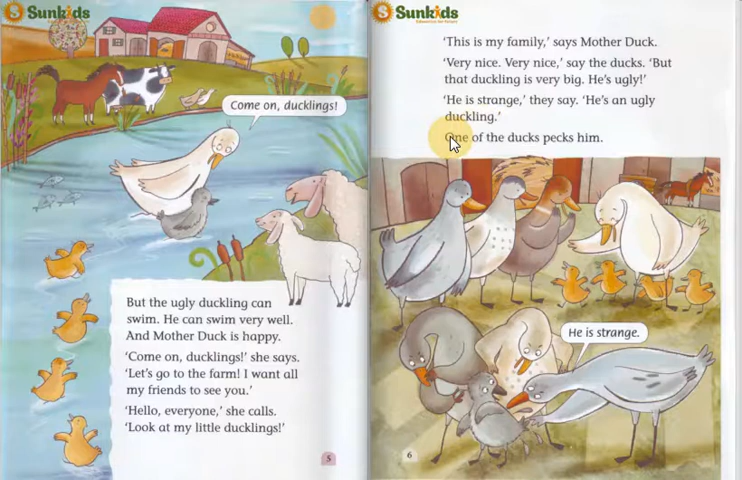 Sunkids
Come on, ducklings!
But the ugly duckling can
swim. He can swim very well.
And Mother Duck is happy.
'Come on, ducklings!' she says.
'Let's go to the farm! I want all
my friends to see you.'
'Hello, everyone,' she calls.
'Look at my little ducklings!'
5
Sunkids
'This is my family,' says Mother Duck.
'Very nice. Very nice,' say the ducks. 'But
that duckling is very big. He's ugly!'
'He is strange,' they say. 'He's an ugly
duckling.'
One of the ducks pecks him.
He is strange.
6